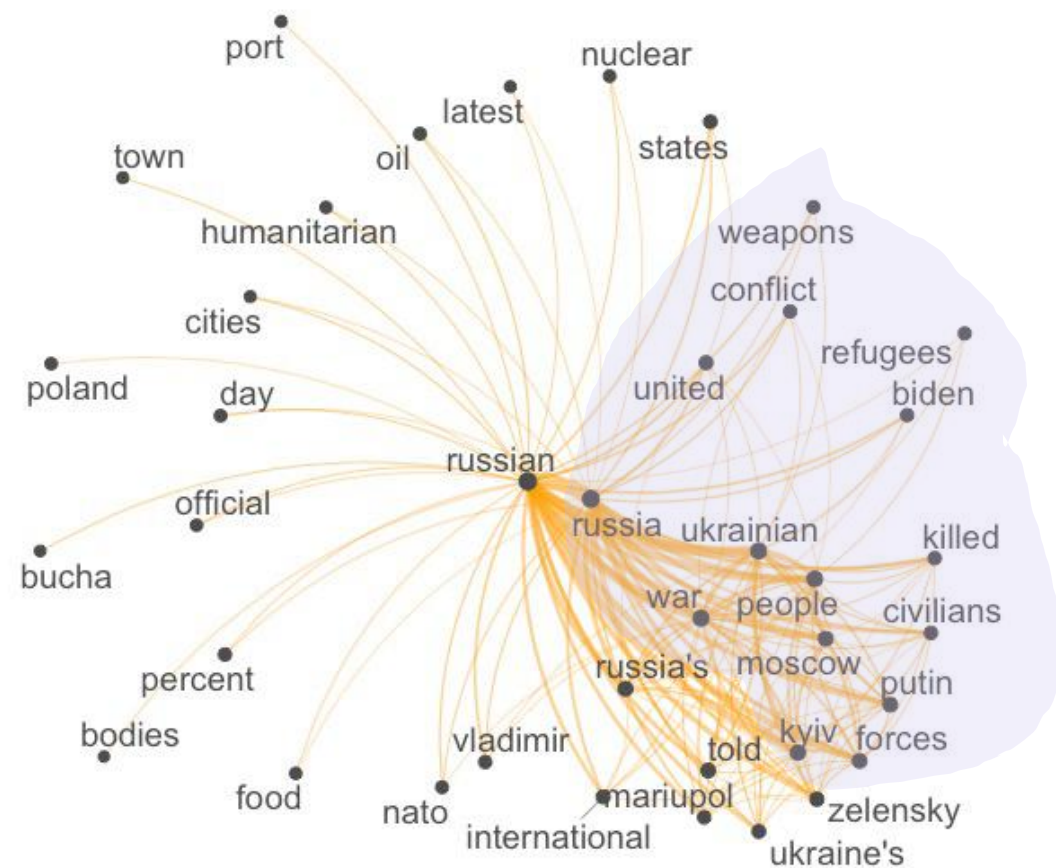 port
nuclear
latest
states
oil
town
humanitarian
weapons
conflict
cities
refugees
united
poland
day
biden
russian
official
russia
ukrainian
killed
bucha
war
people
civilians
russia's
moscow
percent
putin
bodies
vladimir
told
kyiv
forces
food
nato
mariupol
zelensky
international
ukraine's